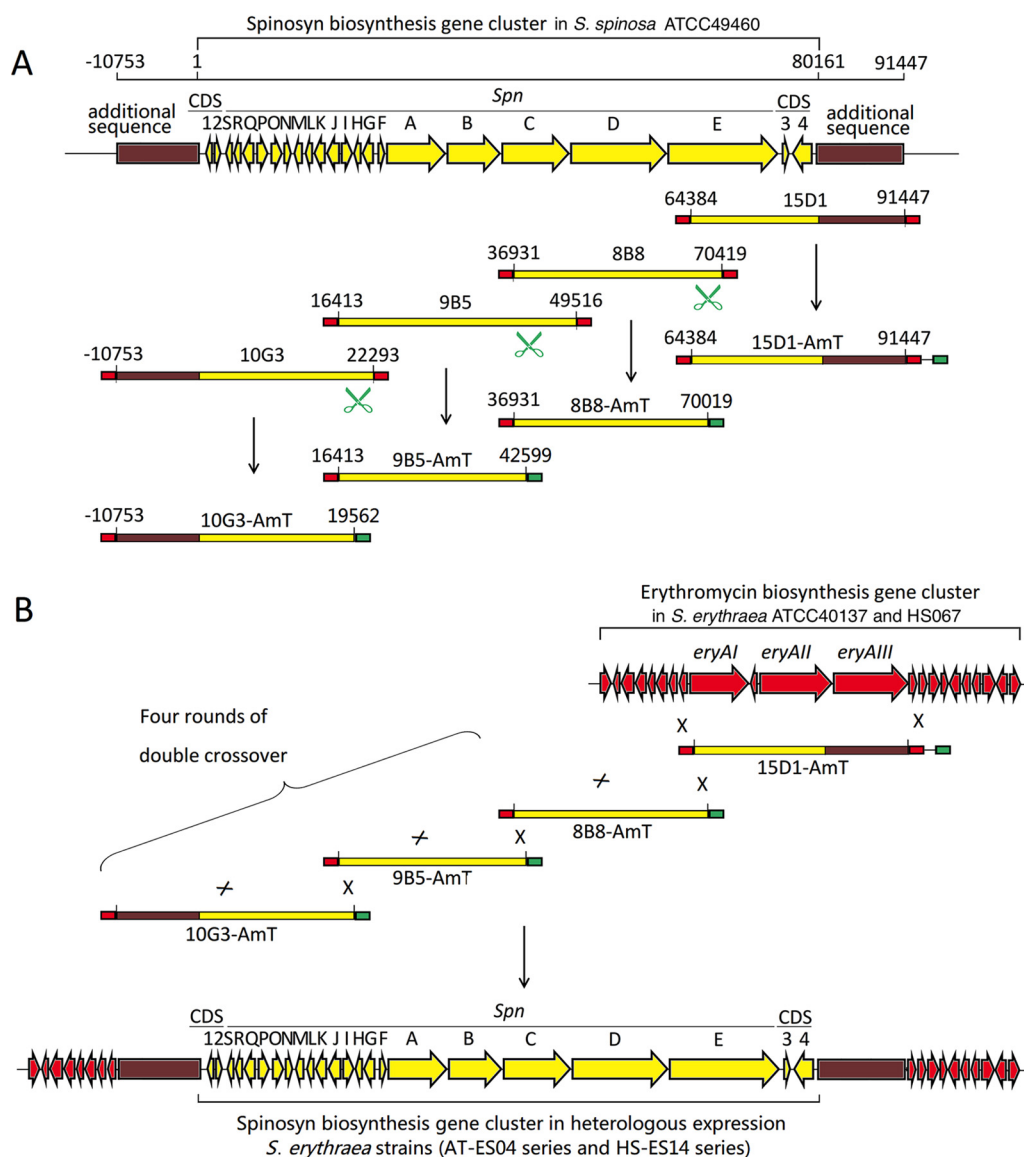 Spinosyn biosynthesis gene cluster in S. spinosa ATCC49460
A
-10753 1 80161 91447
additional sequence
CDS Spn CDS
12SRQPONMLKJIHGF A B C D E 3 4
additional sequence
64384 15D1 91447
36931 8B8 70419
16413 9B5 49516
-10753 10G3 22293
64384 15D1-AmT 91447
36931 8B8-AmT 70019
16413 9B5-AmT 42599
-10753 10G3-AmT 19562
B
Erythromycin biosynthesis gene cluster
in S. erythraea ATCC40137 and HS067
eryAI eryAII eryAIII
Four rounds of
double crossover
X X
15D1-AmT
X X
8B8-AmT
X X
9B5-AmT
X X
10G3-AmT
CDS Spn CDS
12SRQPONMLKJIHGF A B C D E 3 4
Spinosyn biosynthesis gene cluster in heterologous expression
S. erythraea strains (AT-ES04 series and HS-ES14 series)